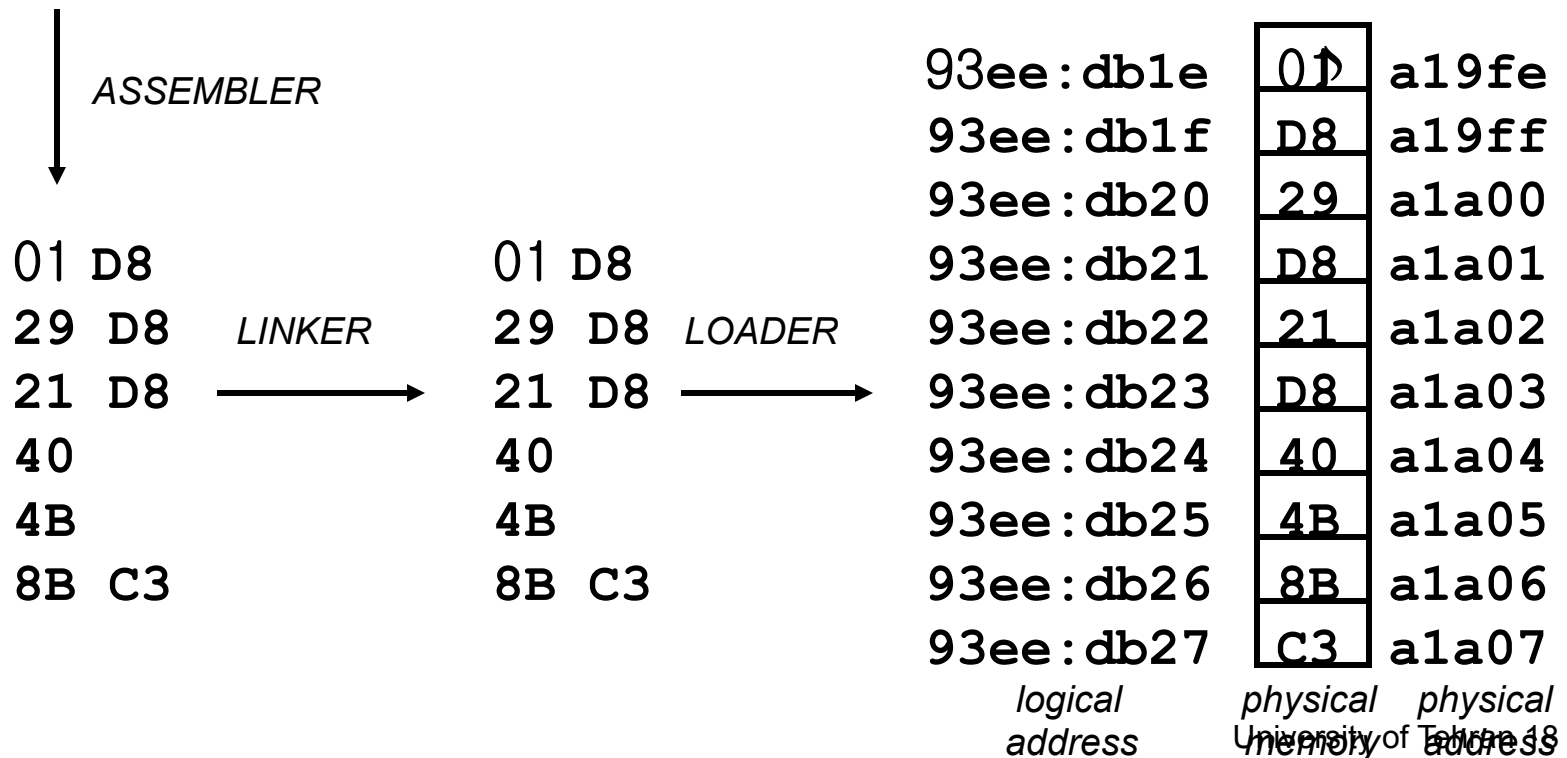 ASSEMBLER
01 D8
29 D8
21 D8
40
4B
8B C3
LINKER
01 D8
29 D8
21 D8
40
4B
8B C3
LOADER
93ee:db1e 01 a19fe
93ee:db1f D8 a19ff
93ee:db20 29 a1a00
93ee:db21 D8 a1a01
93ee:db22 21 a1a02
93ee:db23 D8 a1a03
93ee:db24 40 a1a04
93ee:db25 4B a1a05
93ee:db26 8B a1a06
93ee:db27 C3 a1a07
logical physical physical
address memory address
University of Tehran 18